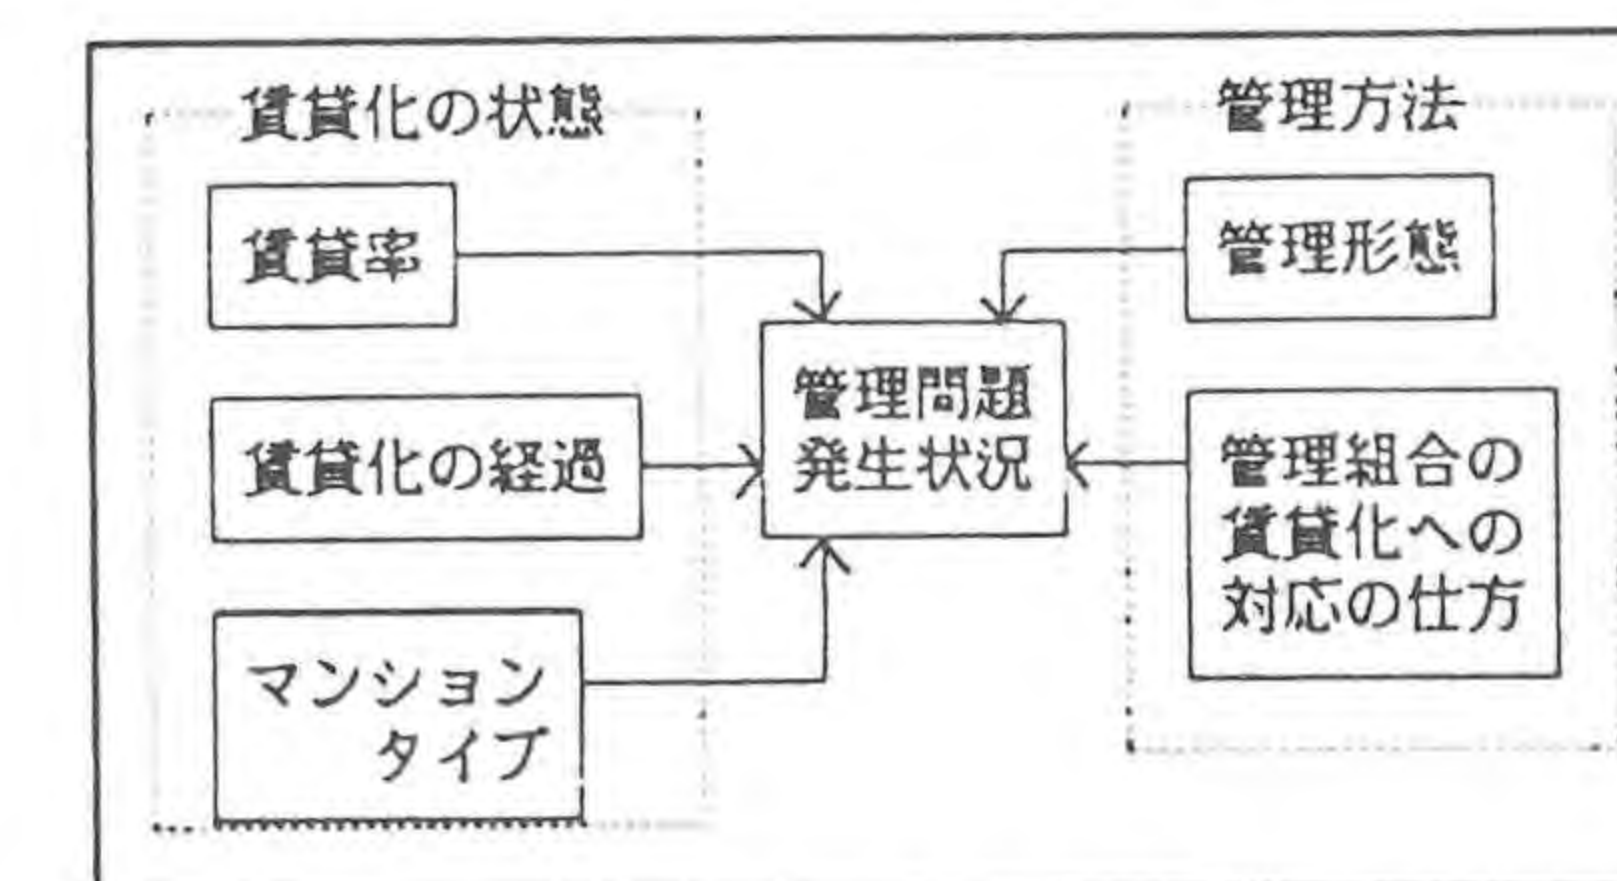 賃貸化の状態
賃貸率
賃貸化の経過
マンション
タイプ
管理問題
発生状況
管理方法
管理形態
管理組合の
賃貸化への
対応の仕方